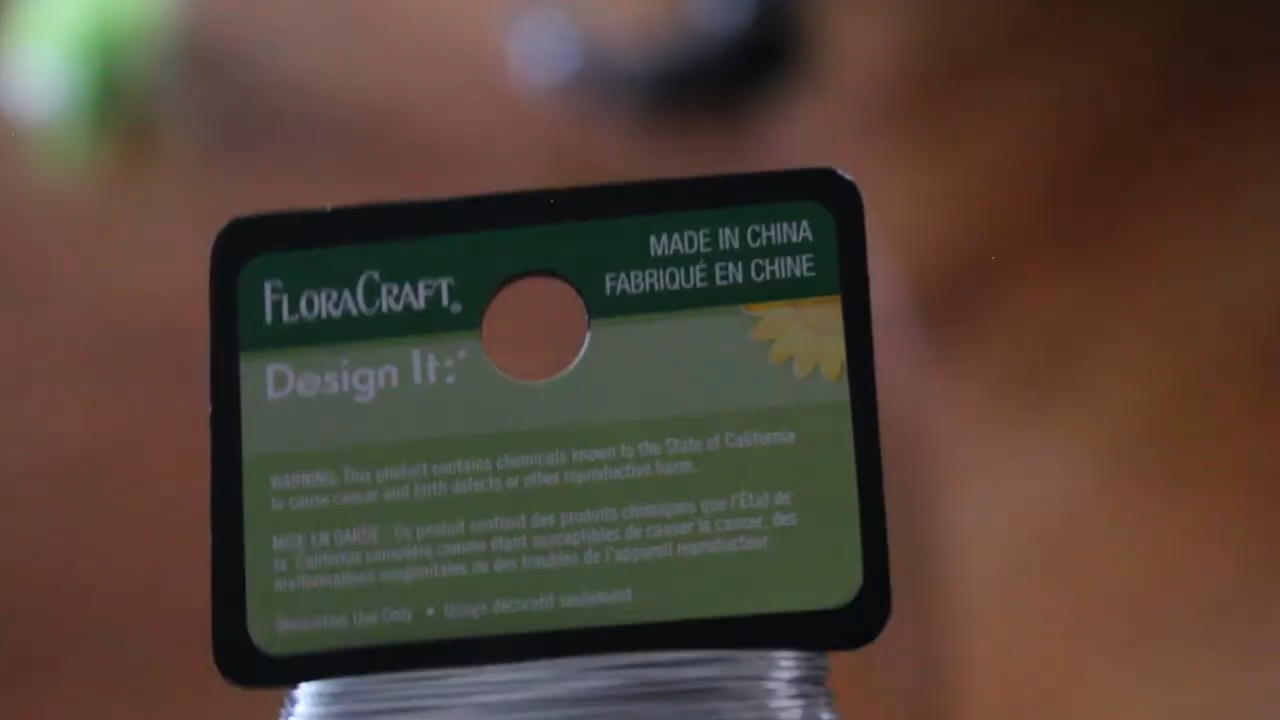 FLORACRAFT®
MADE IN CHINA
FABRIQUÉ EN CHINE
Design It:®
WARNING: This product contains chemicals known to the State of California
to cause cancer and birth defects or other reproductive harm.
MISE EN GARDE : Ce produit contient des produits chimiques que l'État de
la Californie considère comme étant susceptibles de causer le cancer, des
malformations congénitales ou des troubles de l'appareil reproducteur.
Decorative Use Only • Usage décoratif seulement